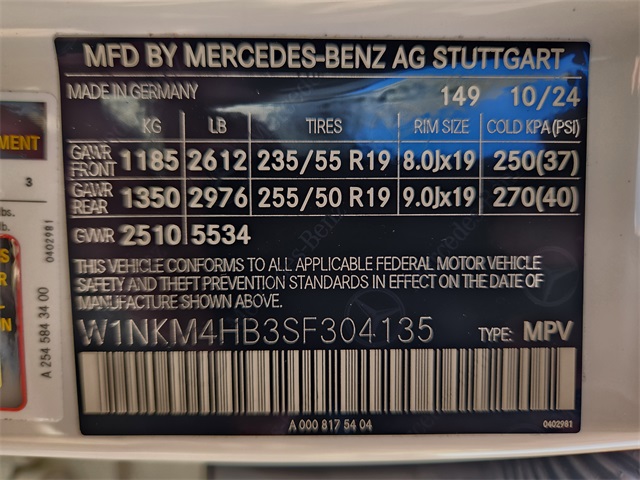 MFD BY MERCEDES-BENZ AG STUTTGART
MADE IN GERMANY 149 10/24
KG LB TIRES RIM SIZE COLD KPA(PSI)
GAWR FRONT 1185 2612 235/55 R19 8.0Jx19 250(37)
GAWR REAR 1350 2976 255/50 R19 9.0Jx19 270(40)
GVWR 2510 5534
THIS VEHICLE CONFORMS TO ALL APPLICABLE FEDERAL MOTOR VEHICLE
SAFETY AND THEFT PREVENTION STANDARDS IN EFFECT ON THE DATE OF
MANUFACTURE SHOWN ABOVE.
W1NKM4HB3SF304135 TYPE: MPV
A 000 817 54 04 0402981
3
lbs.
0402981
A 254 584 34 00